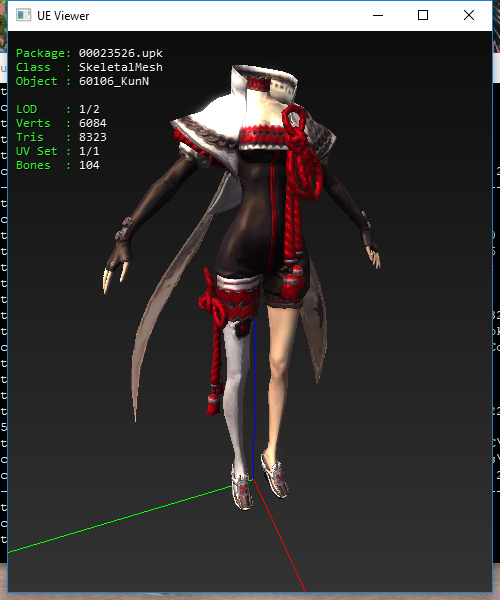 UE Viewer
Package: 00023526.upk
Class  : SkeletalMesh
Object : 60106_KunN
LOD    : 1/2
Verts  : 6084
Tris   : 8323
UV Set : 1/1
Bones  : 104